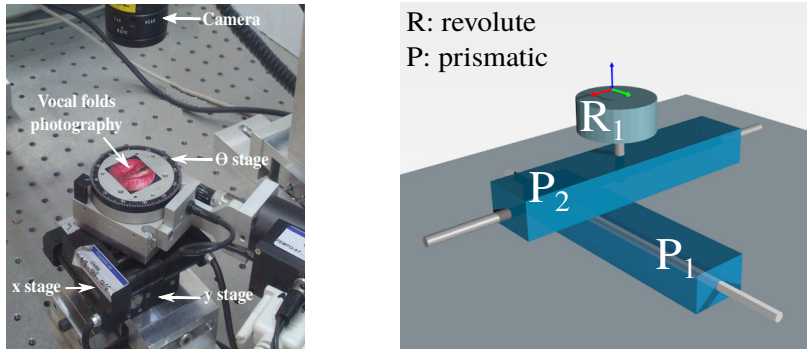 Camera
Vocal folds
photography
Θ stage
x stage
y stage
R: revolute
P: prismatic
R1
P2
P1